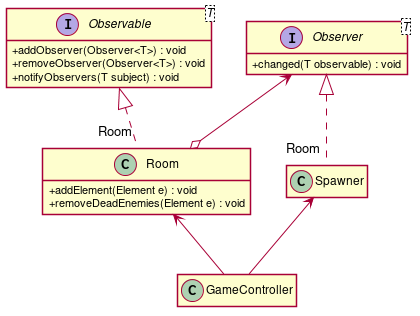 I Observable T
+addObserver(Observer<T>) : void
+removeObserver(Observer<T>) : void
+notifyObservers(T subject) : void
I Observer T
+changed(T observable) : void
Room
Room
C Room
+addElement(Element e) : void
+removeDeadEnemies(Element e) : void
C Spawner
C GameController